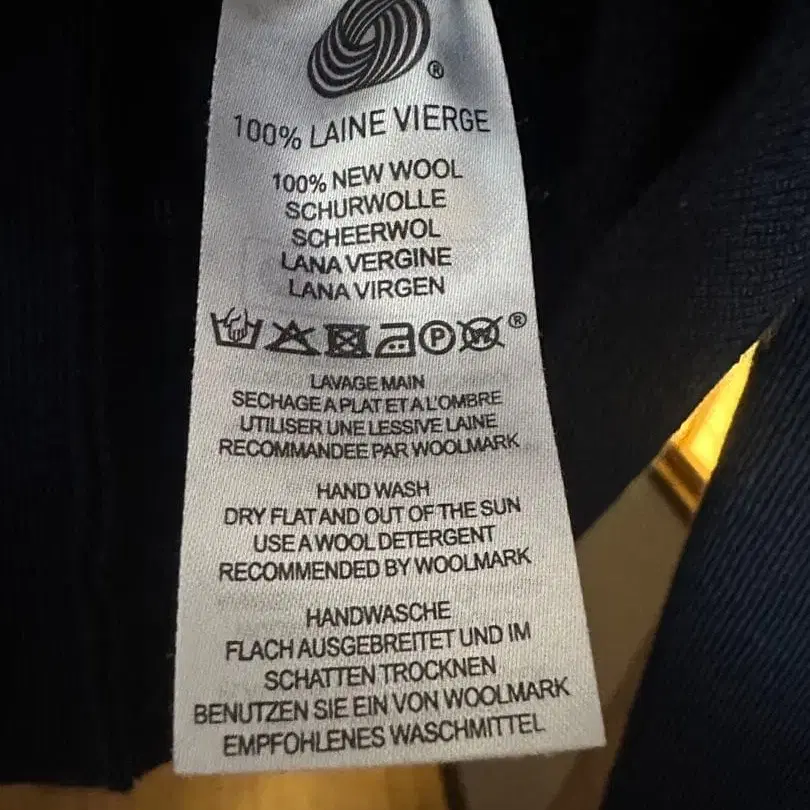 ®
100% LAINE VIERGE
100% NEW WOOL
SCHURWOLLE
SCHEERWOL
LANA VERGINE
LANA VIRGEN
P W ®
LAVAGE MAIN
SECHAGE A PLAT ET A L'OMBRE
UTILISER UNE LESSIVE LAINE
RECOMMANDEE PAR WOOLMARK
HAND WASH
DRY FLAT AND OUT OF THE SUN
USE A WOOL DETERGENT
RECOMMENDED BY WOOLMARK
HANDWASCHE
FLACH AUSGEBREITET UND IM
SCHATTEN TROCKNEN
BENUTZEN SIE EIN VON WOOLMARK
EMPFOHLENES WASCHMITTEL